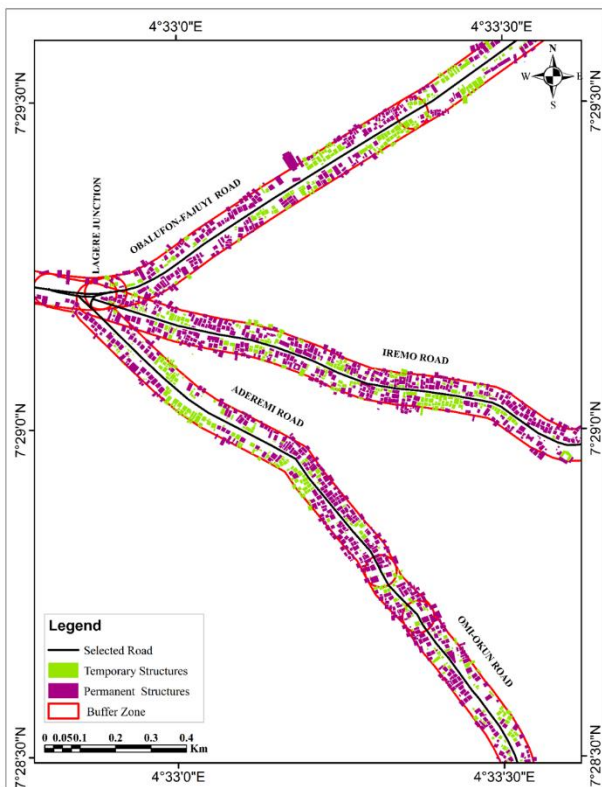 4°33'0"E
4°33'30"E
N
W
E
S
7°29'30"N
7°29'30"N
LAGERE JUNCTION
OBALUFON-FAJUYI ROAD
IREMO ROAD
ADEREMI ROAD
7°29'0"N
7°29'0"N
OMI-OKUN ROAD
Legend
Selected Road
Temporary Structures
Permanent Structures
Buffer Zone
0 0.05 0.1 0.2 0.3 0.4
Km
7°28'30"N
7°28'30"N
4°33'0"E
4°33'30"E